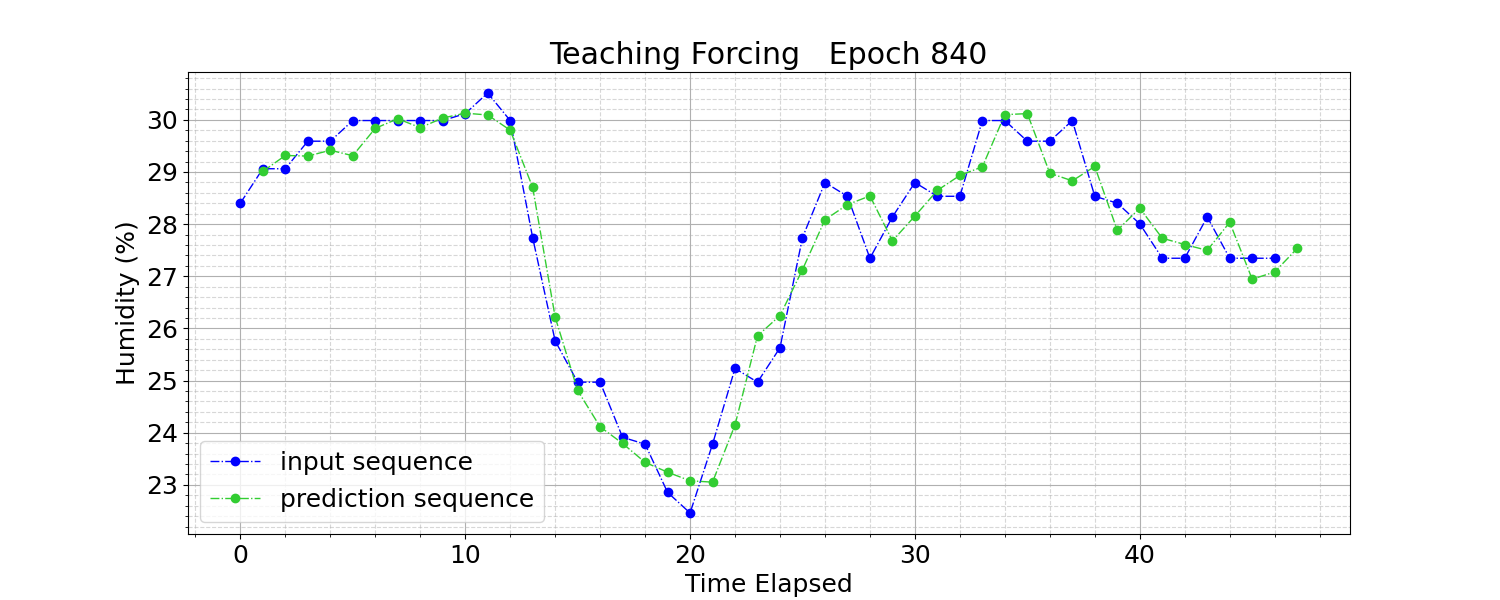 Teaching Forcing   Epoch 840
Humidity (%)
30
29
28
27
26
25
24
23
input sequence
prediction sequence
0 10 20 30 40
Time Elapsed